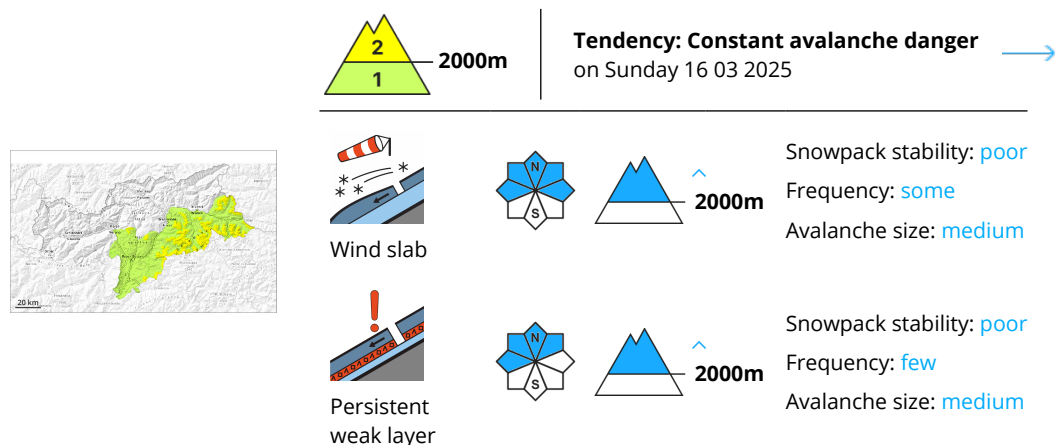 2
1
2000m
Tendency: Constant avalanche danger
on Sunday 16 03 2025
20 km
Wind slab
N
S
2000m
Snowpack stability: poor
Frequency: some
Avalanche size: medium
Persistent
weak layer
N
S
2000m
Snowpack stability: poor
Frequency: few
Avalanche size: medium